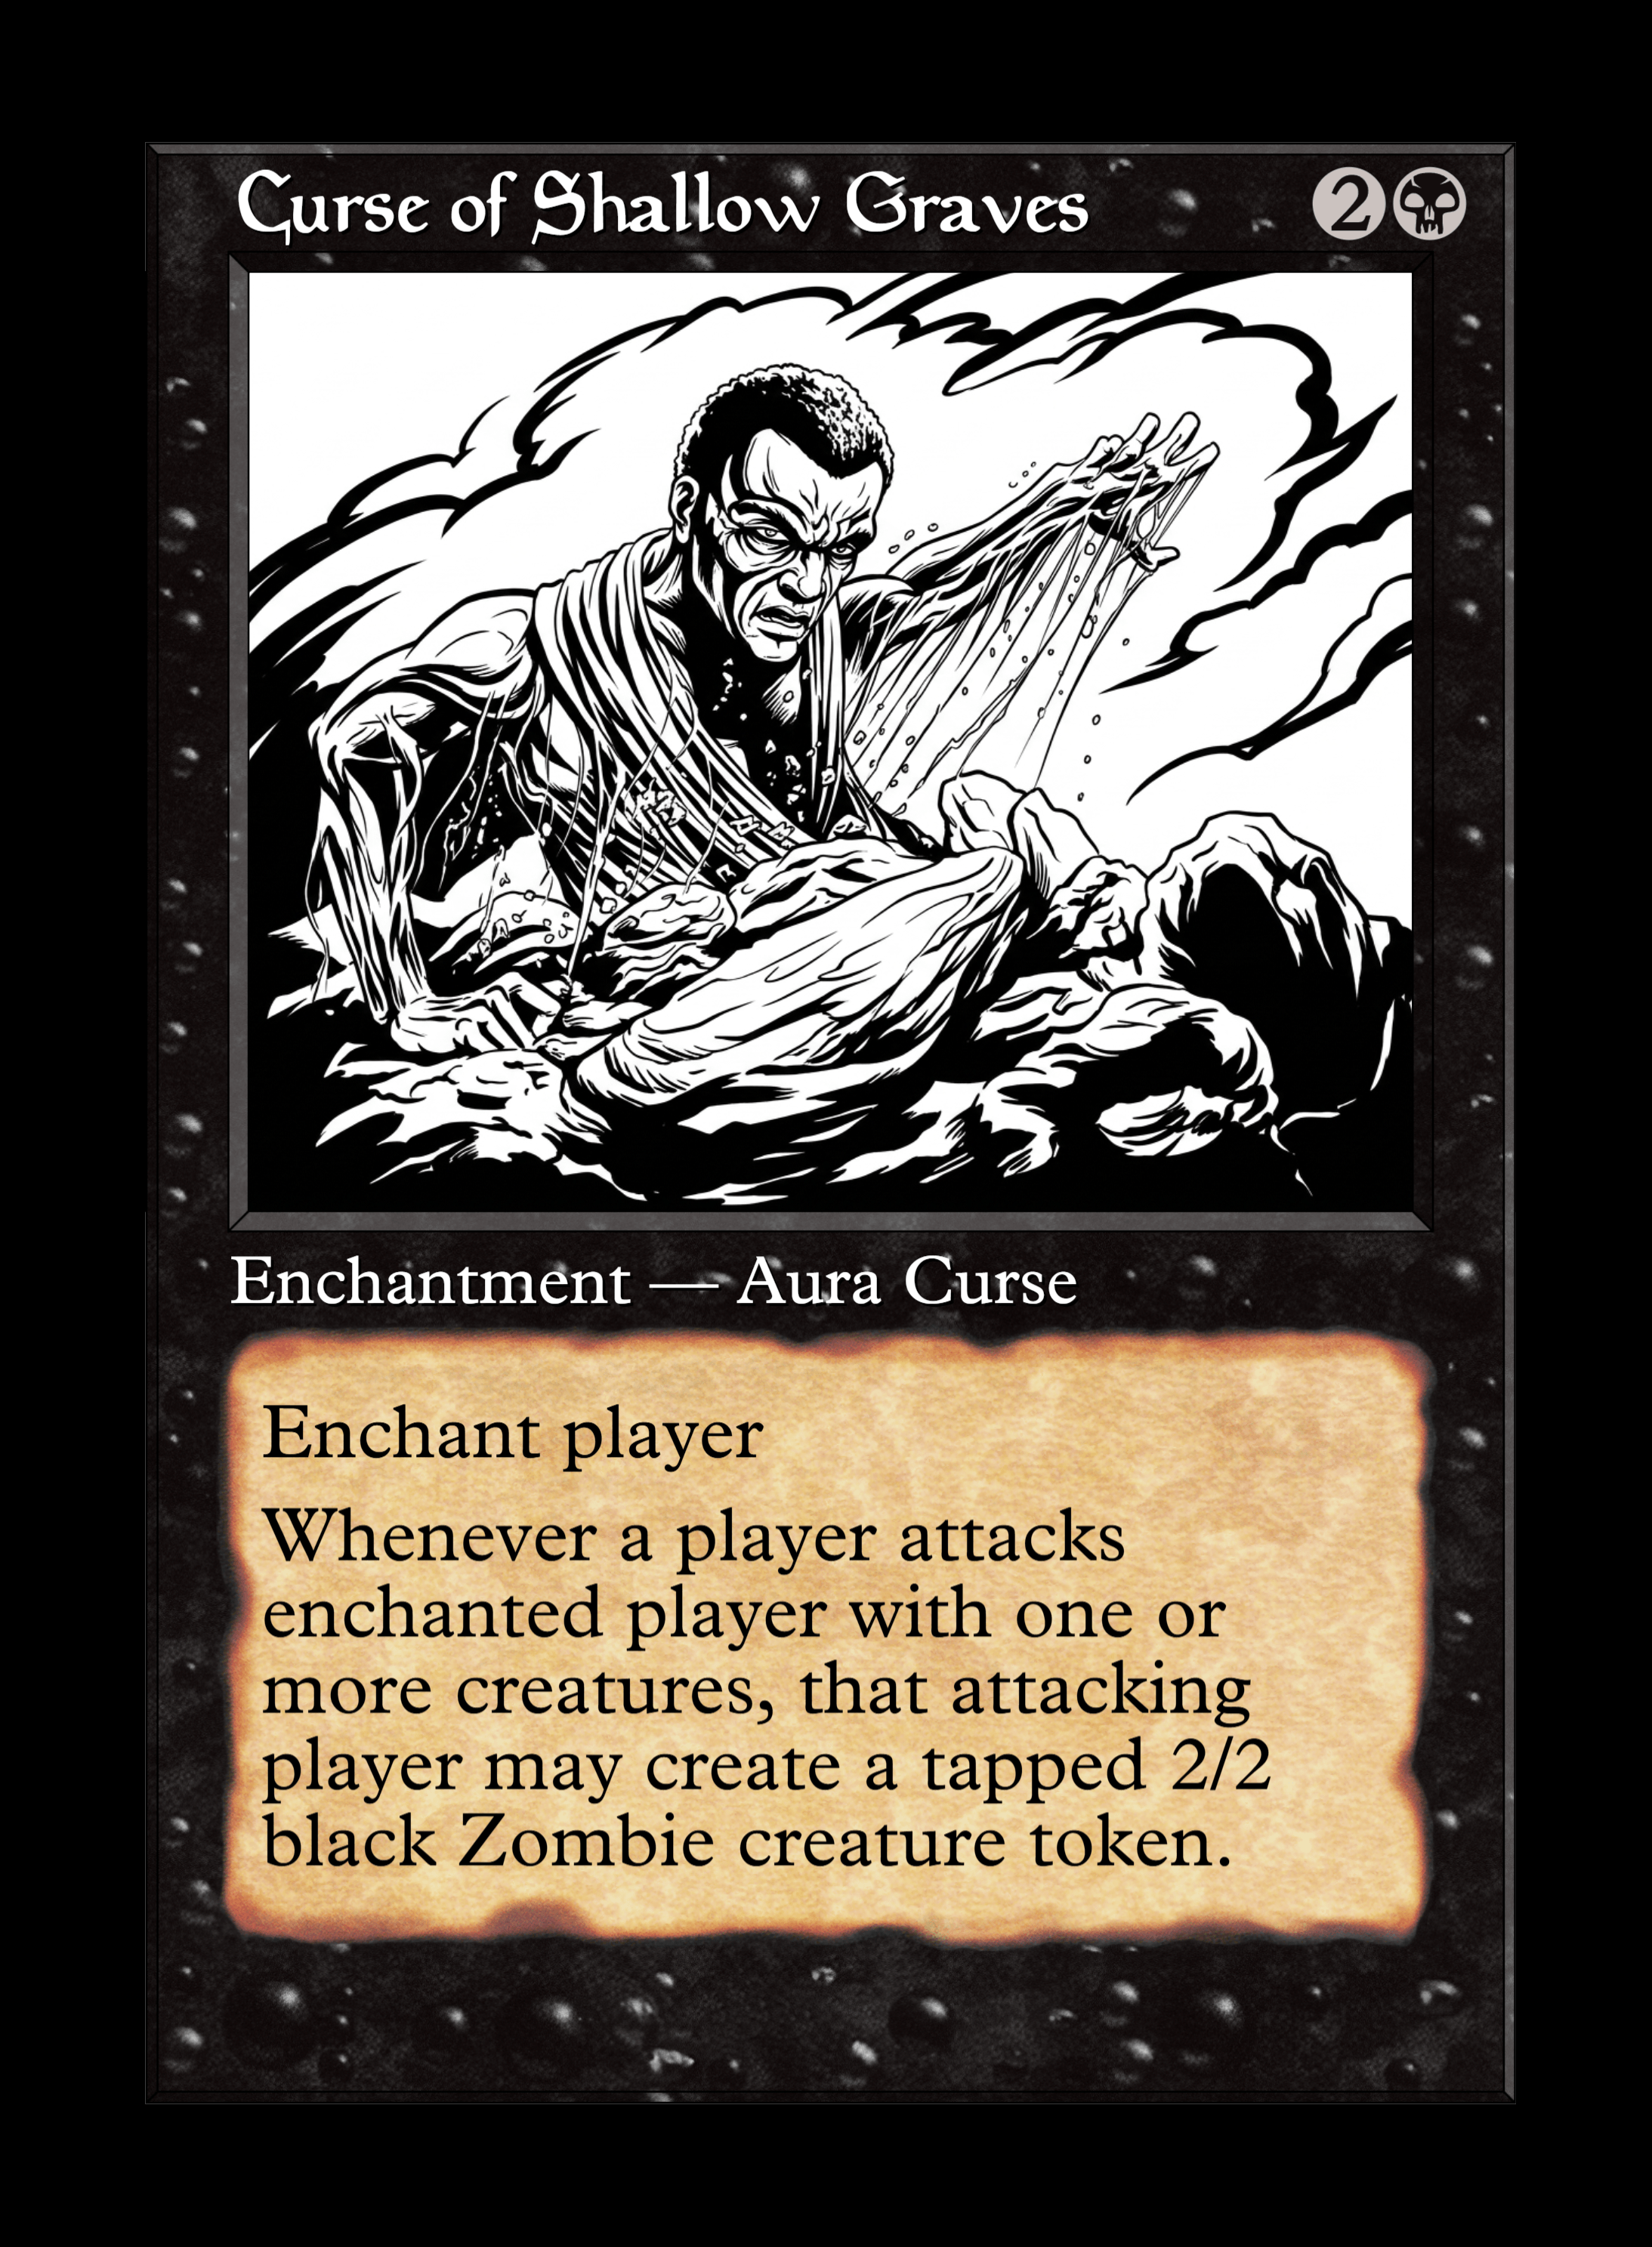 Curse of Shallow Graves 2
Enchantment — Aura Curse
Enchant player
Whenever a player attacks
enchanted player with one or
more creatures, that attacking
player may create a tapped 2/2
black Zombie creature token.